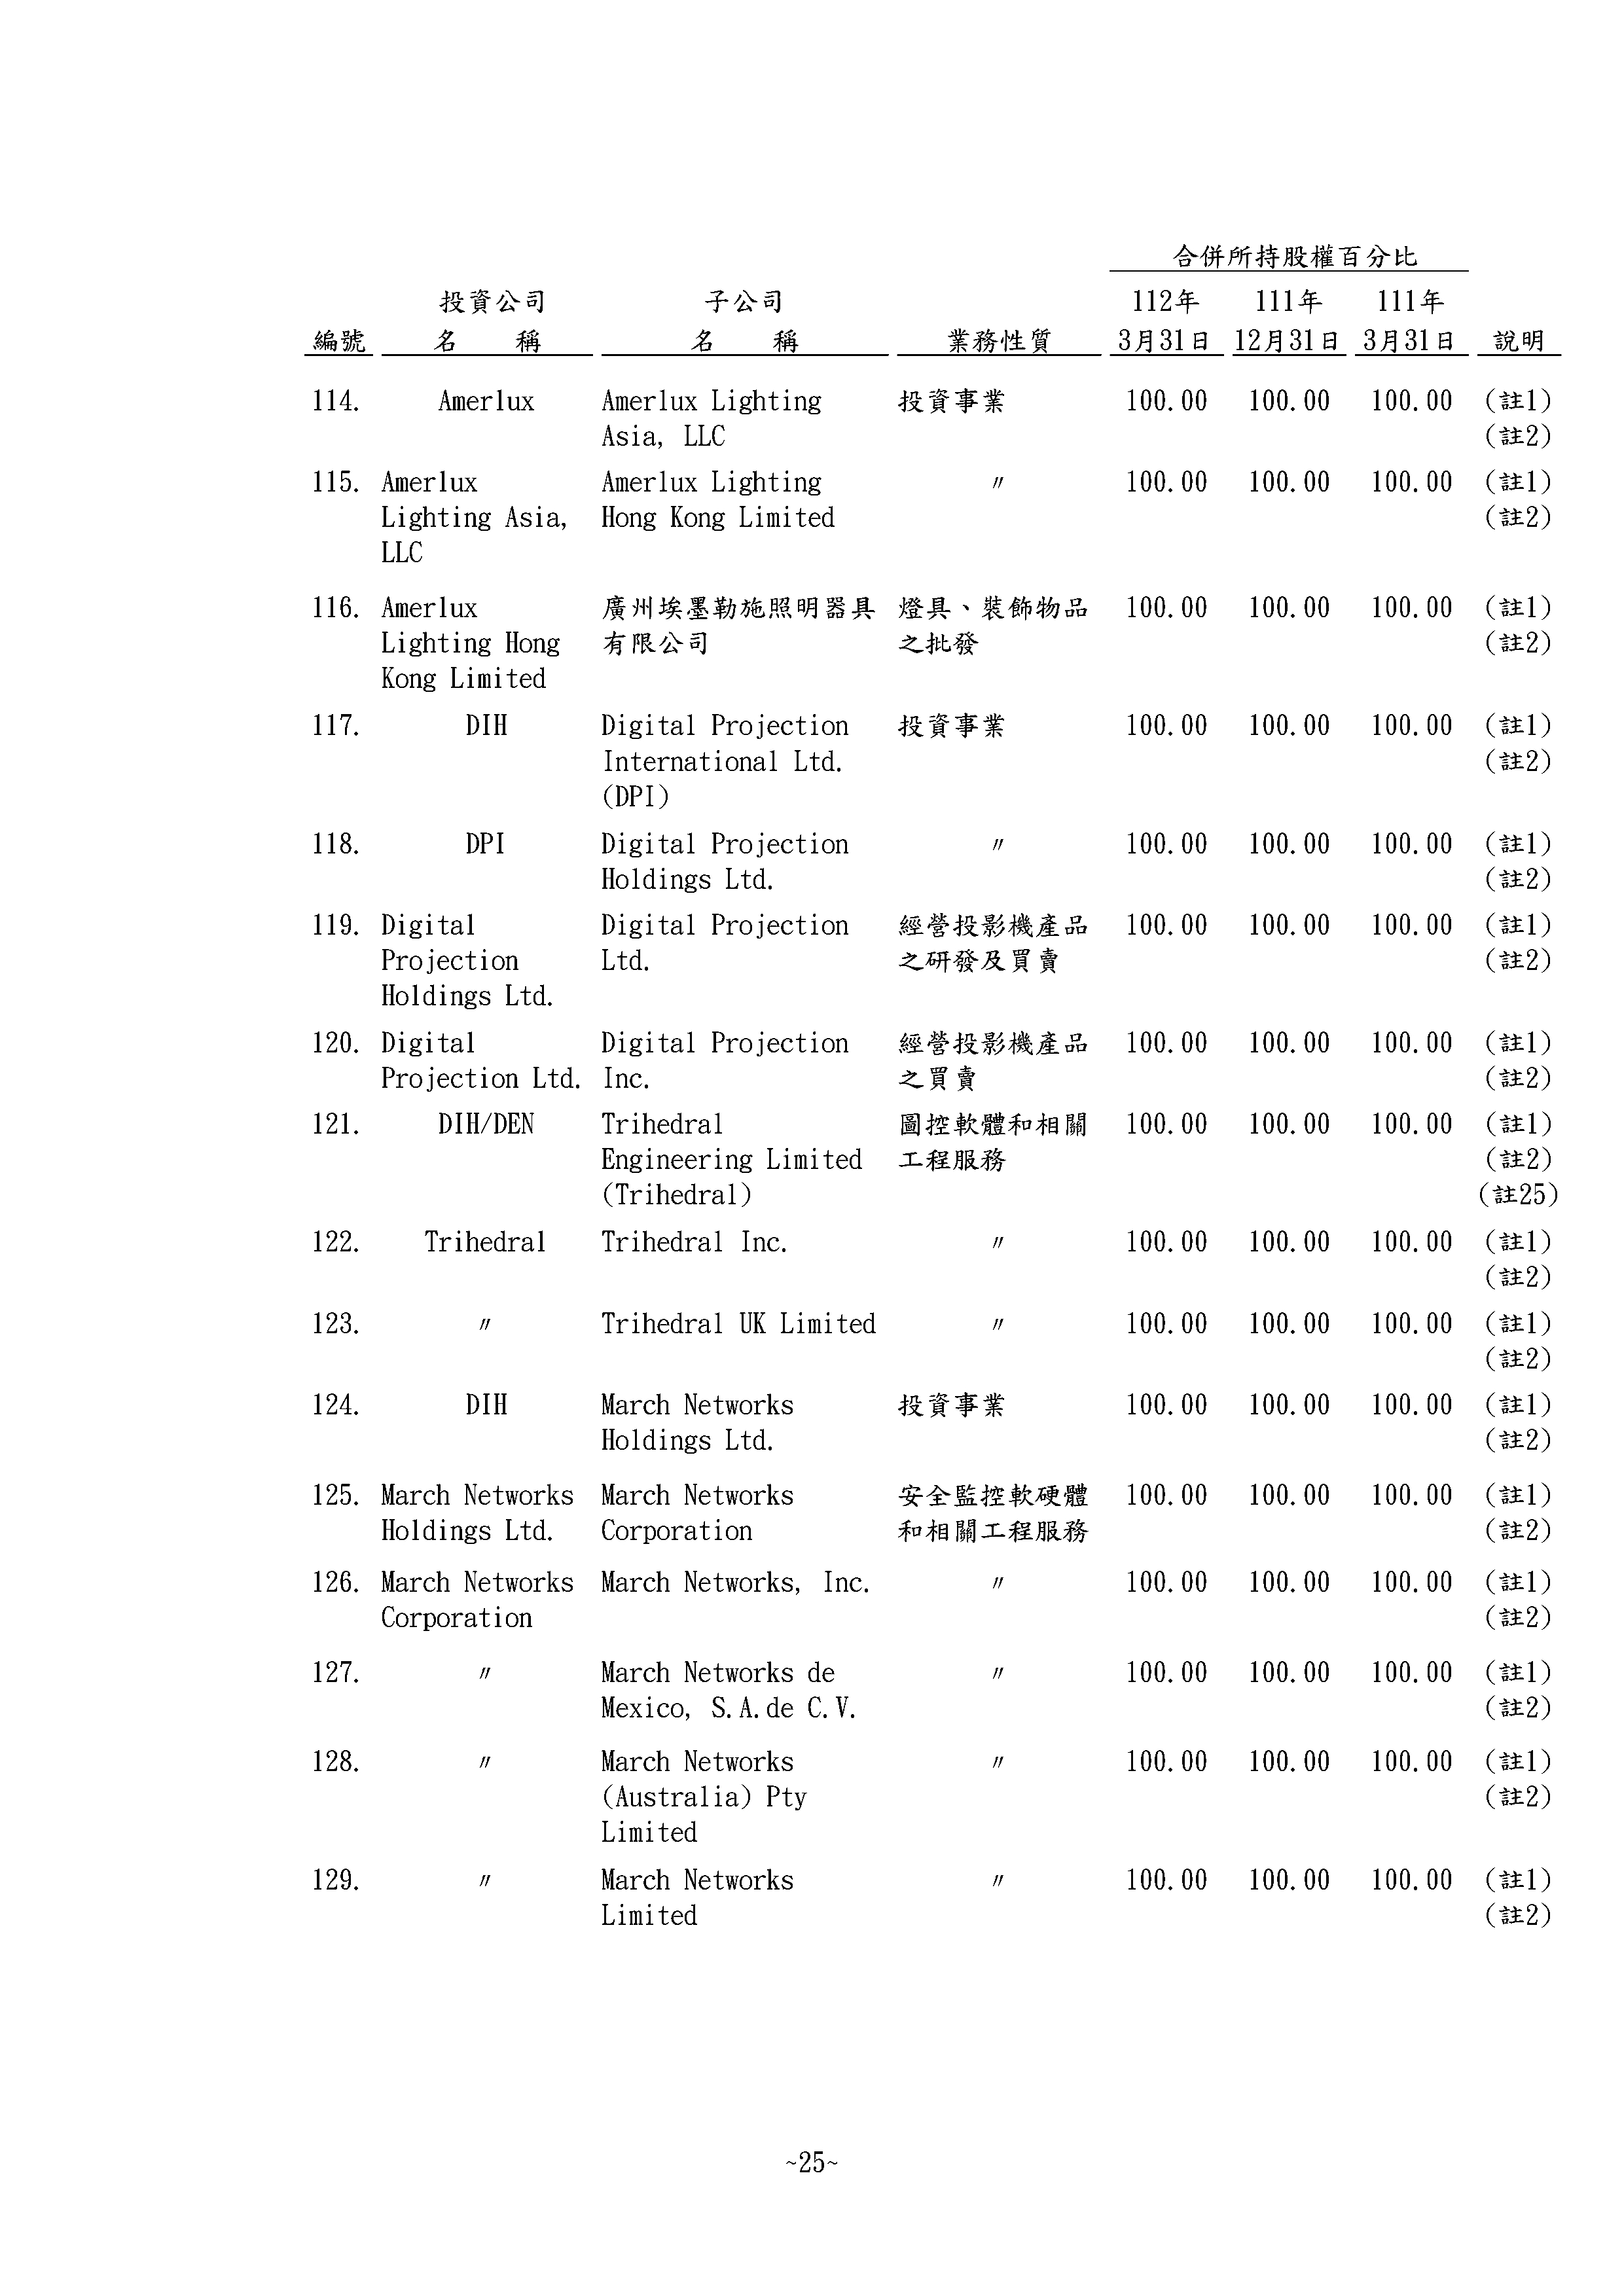 合併所持股權百分比
投資公司 子公司 112年 111年 111年
編號 名 稱 名 稱 業務性質 3月31日 12月31日 3月31日 說明
114. Amerlux Amerlux Lighting 投資事業 100.00 100.00 100.00 (註1)
Asia, LLC (註2)
115. Amerlux Amerlux Lighting 〃 100.00 100.00 100.00 (註1)
Lighting Asia, Hong Kong Limited (註2)
LLC
116. Amerlux 廣州埃墨勒施照明器具 燈具、裝飾物品 100.00 100.00 100.00 (註1)
Lighting Hong 有限公司 之批發 (註2)
Kong Limited
117. DIH Digital Projection 投資事業 100.00 100.00 100.00 (註1)
International Ltd. (註2)
(DPI)
118. DPI Digital Projection 〃 100.00 100.00 100.00 (註1)
Holdings Ltd. (註2)
119. Digital Digital Projection 經營投影機產品 100.00 100.00 100.00 (註1)
Projection Ltd. 之研發及買賣 (註2)
Holdings Ltd.
120. Digital Digital Projection 經營投影機產品 100.00 100.00 100.00 (註1)
Projection Ltd. Inc. 之買賣 (註2)
121. DIH/DEN Trihedral 圖控軟體和相關 100.00 100.00 100.00 (註1)
Engineering Limited 工程服務 (註2)
(Trihedral) (註25)
122. Trihedral Trihedral Inc. 〃 100.00 100.00 100.00 (註1)
(註2)
123. 〃 Trihedral UK Limited 〃 100.00 100.00 100.00 (註1)
(註2)
124. DIH March Networks 投資事業 100.00 100.00 100.00 (註1)
Holdings Ltd. (註2)
125. March Networks March Networks 安全監控軟硬體 100.00 100.00 100.00 (註1)
Holdings Ltd. Corporation 和相關工程服務 (註2)
126. March Networks March Networks, Inc. 〃 100.00 100.00 100.00 (註1)
Corporation (註2)
127. 〃 March Networks de 〃 100.00 100.00 100.00 (註1)
Mexico, S.A.de C.V. (註2)
128. 〃 March Networks 〃 100.00 100.00 100.00 (註1)
(Australia) Pty (註2)
Limited
129. 〃 March Networks 〃 100.00 100.00 100.00 (註1)
Limited (註2)
~25~